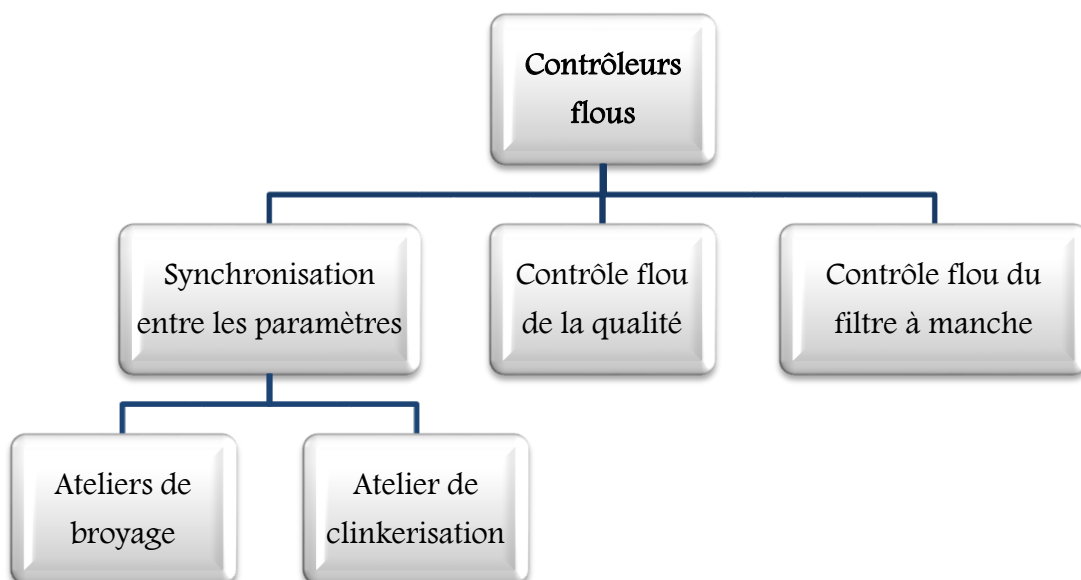 Contrôleurs
flous
Synchronisation
entre les paramètres
Contrôle flou
de la qualité
Contrôle flou du
filtre à manche
Ateliers de
broyage
Atelier de
clinkerisation